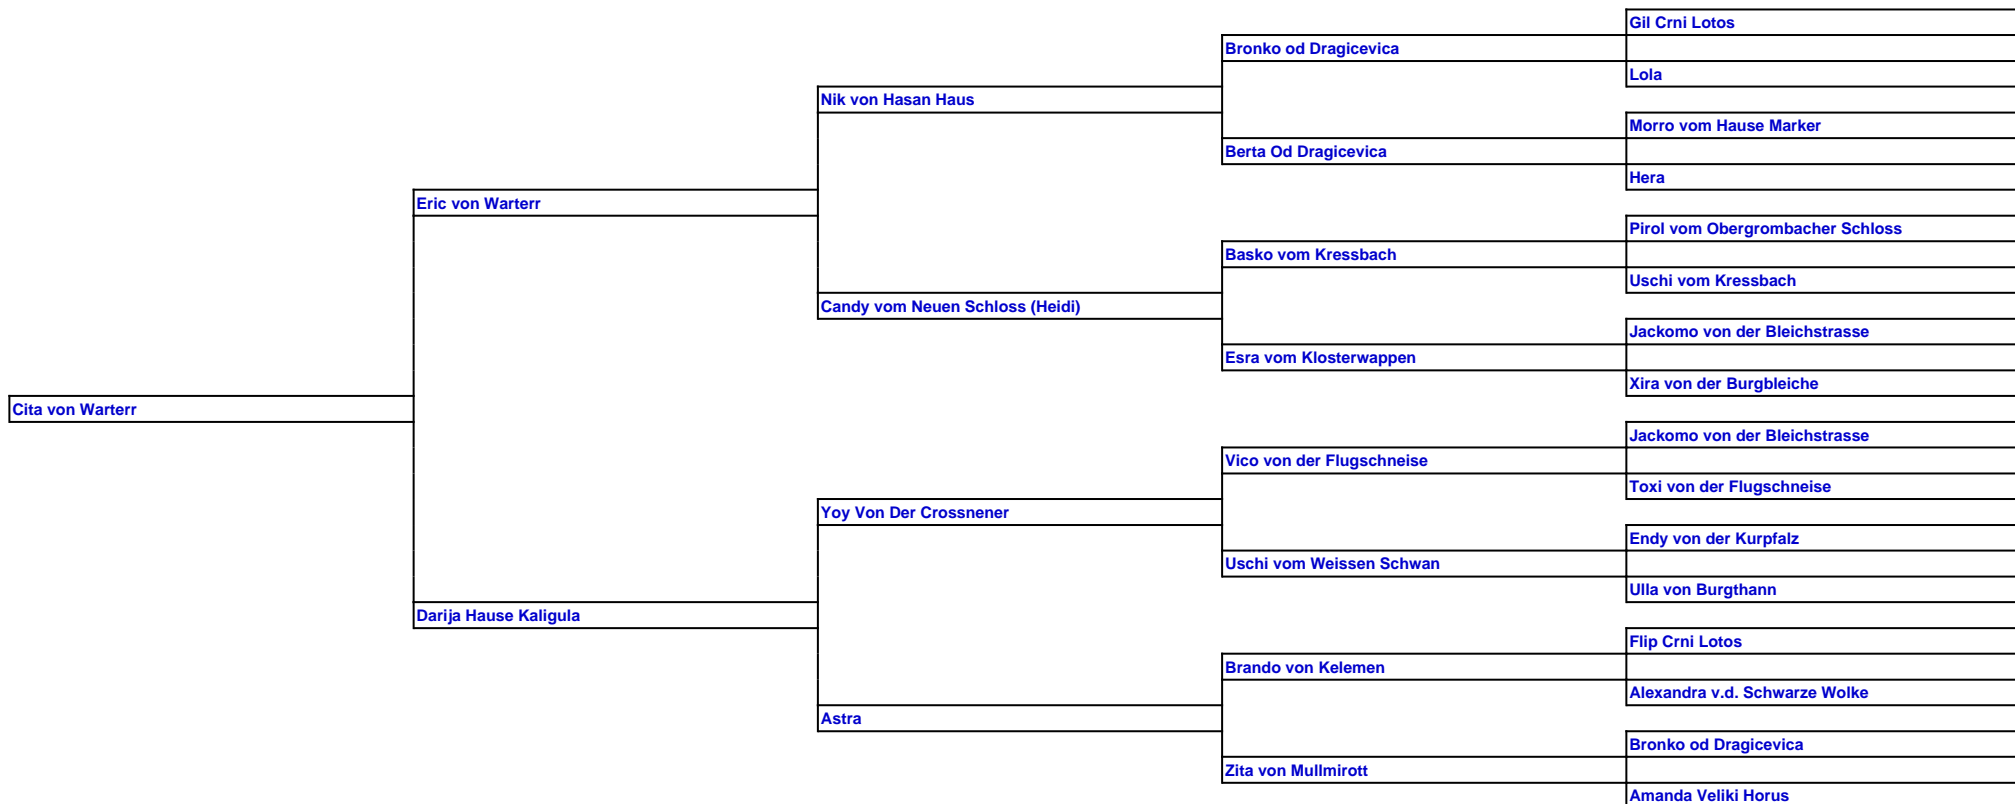 Gil Crni Lotos
Bronko od Dragicevica
Lola
Nik von Hasan Haus
Morro vom Hause Marker
Berta Od Dragicevica
Hera
Eric von Warterr
Pirol vom Obergrombacher Schloss
Basko vom Kressbach
Uschi vom Kressbach
Candy vom Neuen Schloss (Heidi)
Jackomo von der Bleichstrasse
Esra vom Klosterwappen
Xira von der Burgbleiche
Cita von Warterr
Jackomo von der Bleichstrasse
Vico von der Flugschneise
Toxi von der Flugschneise
Yoy Von Der Crossnener
Endy von der Kurpfalz
Uschi vom Weissen Schwan
Ulla von Burgthann
Darija Hause Kaligula
Flip Crni Lotos
Brando von Kelemen
Alexandra v.d. Schwarze Wolke
Astra
Bronko od Dragicevica
Zita von Mullmirott
Amanda Veliki Horus